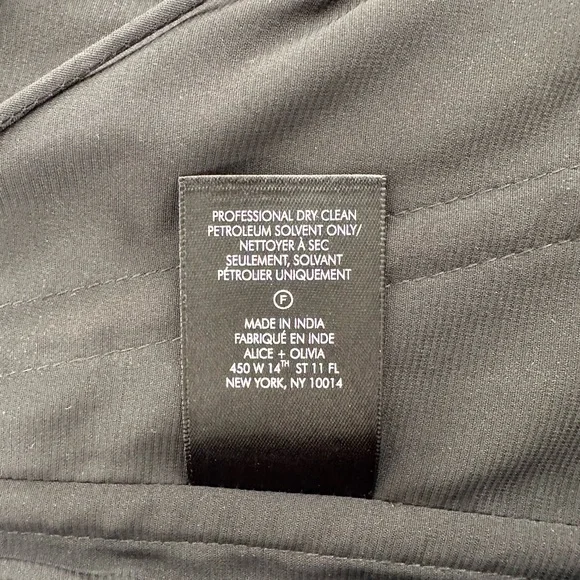 PROFESSIONAL DRY CLEAN
PETROLEUM SOLVENT ONLY/
NETTOYER À SEC
SEULEMENT, SOLVANT
PÉTROLIER UNIQUEMENT
F
MADE IN INDIA
FABRIQUÉ EN INDE
ALICE + OLIVIA
450 W 14TH ST 11 FL
NEW YORK, NY 10014